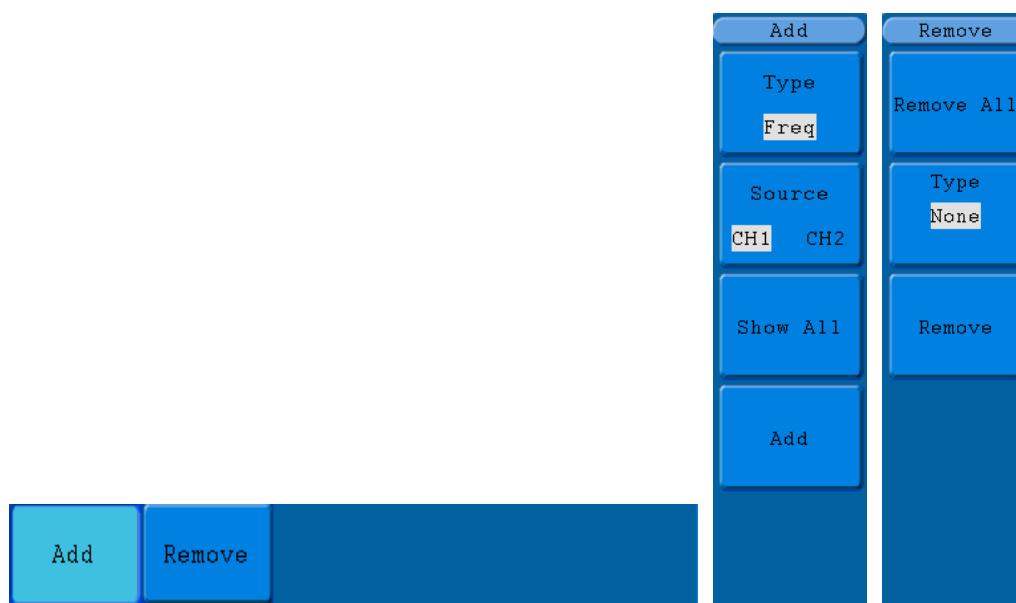 Add
Type
Freq
Source
CH1 CH2
Show All
Add
Remove
Remove All
Type
None
Remove
Add Remove